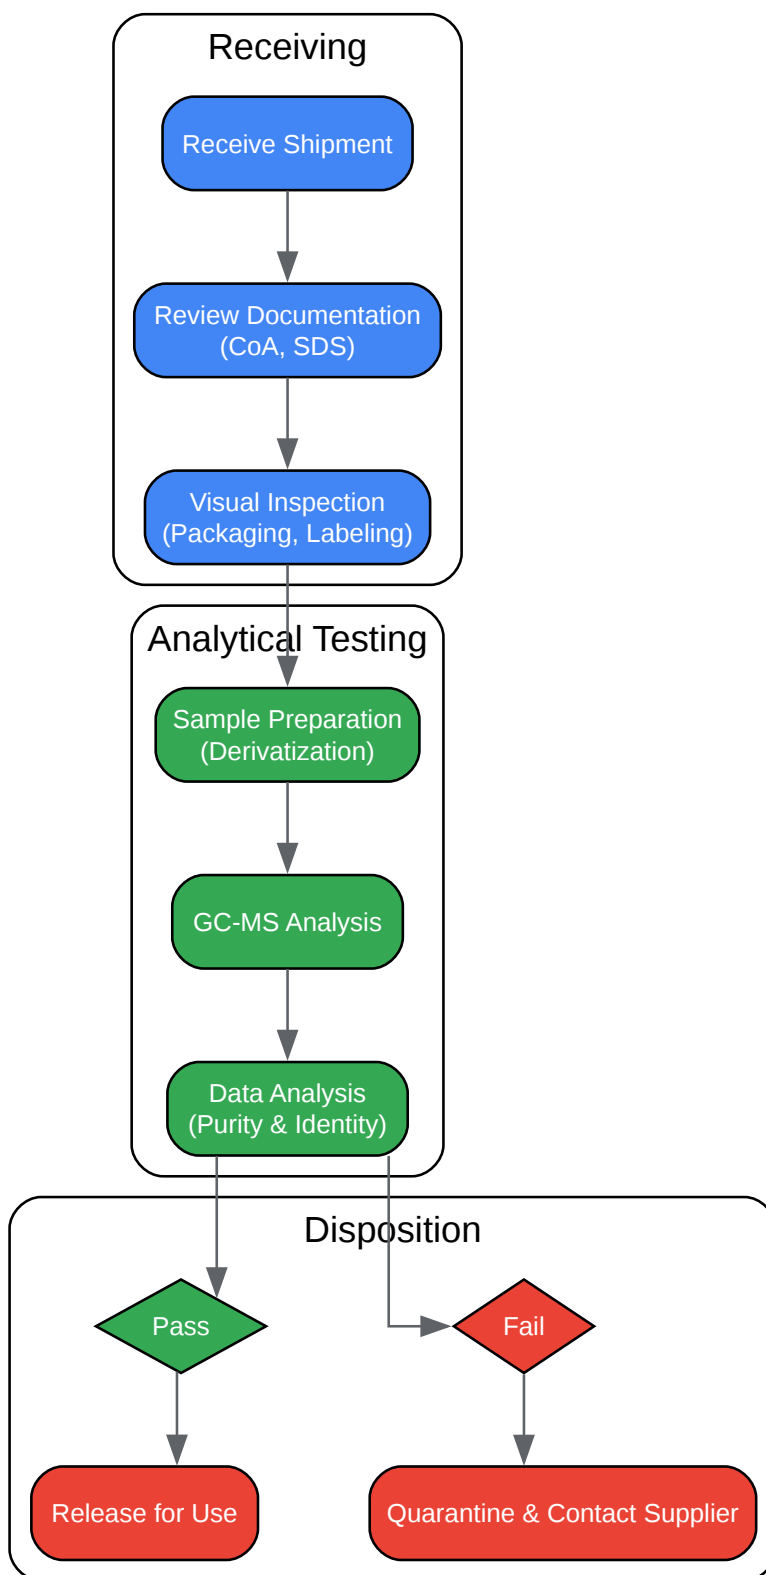 Receiving
Receive Shipment
Review Documentation
(CoA, SDS)
Visual Inspection
(Packaging, Labeling)
Analytical Testing
Sample Preparation
(Derivatization)
GC-MS Analysis
Data Analysis
(Purity & Identity)
Disposition
Pass
Fail
Release for Use
Quarantine & Contact Supplier